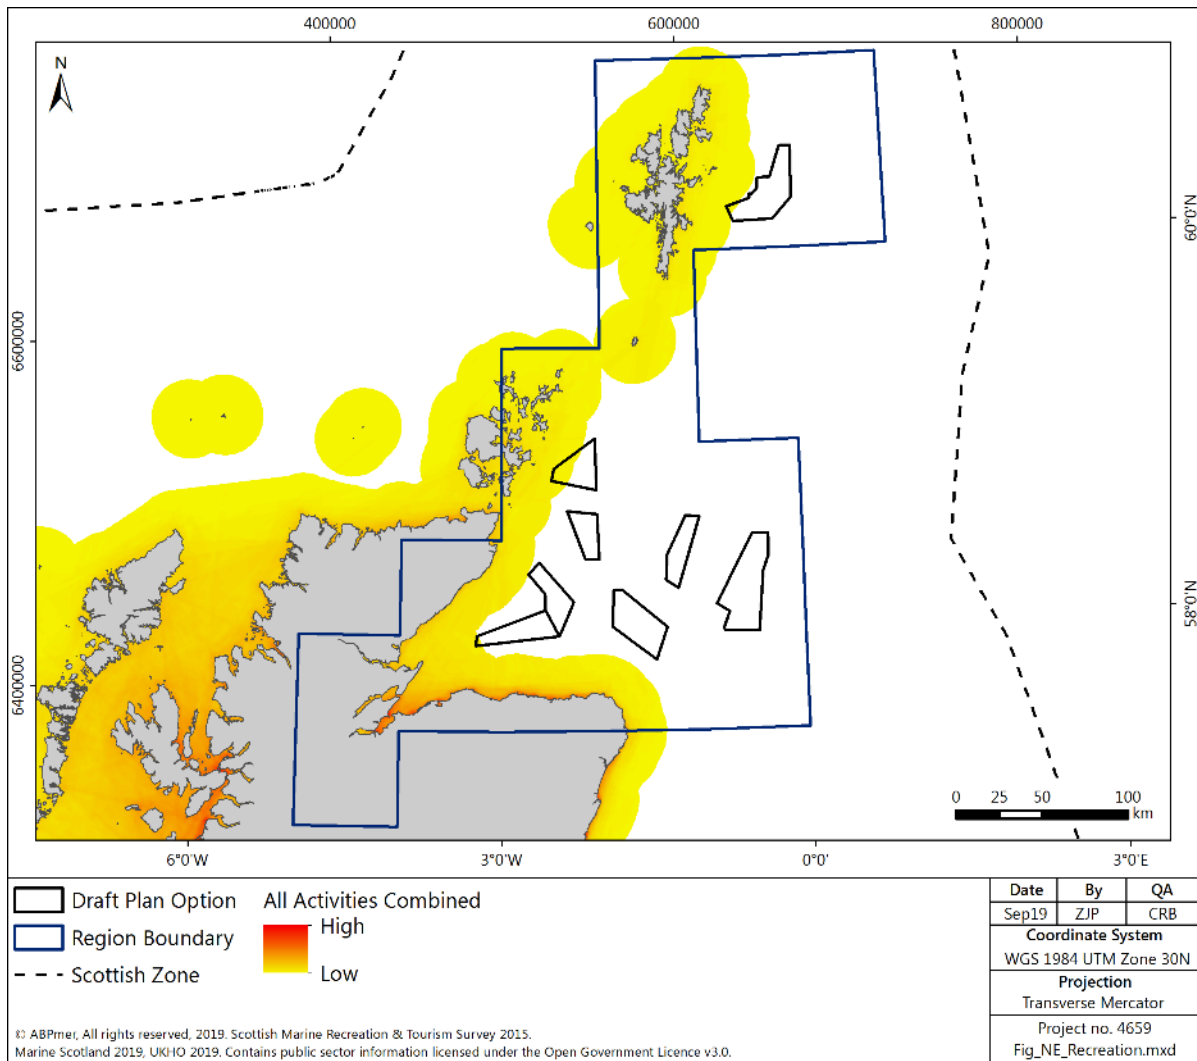 400000 600000 800000
N
60°0'N
6600000
58°0'N
6400000
0 25 50 100
km
6°0'W 3°0'W 0°0' 3°0'E
Draft Plan Option
Region Boundary
Scottish Zone
All Activities Combined
High
Low
Date By QA
Sep19 ZJP CRB
Coordinate System
WGS 1984 UTM Zone 30N
Projection
Transverse Mercator
Project no. 4659
Fig_NE_Recreation.mxd
© ABPmer, All rights reserved, 2019. Scottish Marine Recreation & Tourism Survey 2015.
Marine Scotland 2019, UKHO 2019. Contains public sector information licensed under the Open Government Licence v3.0.